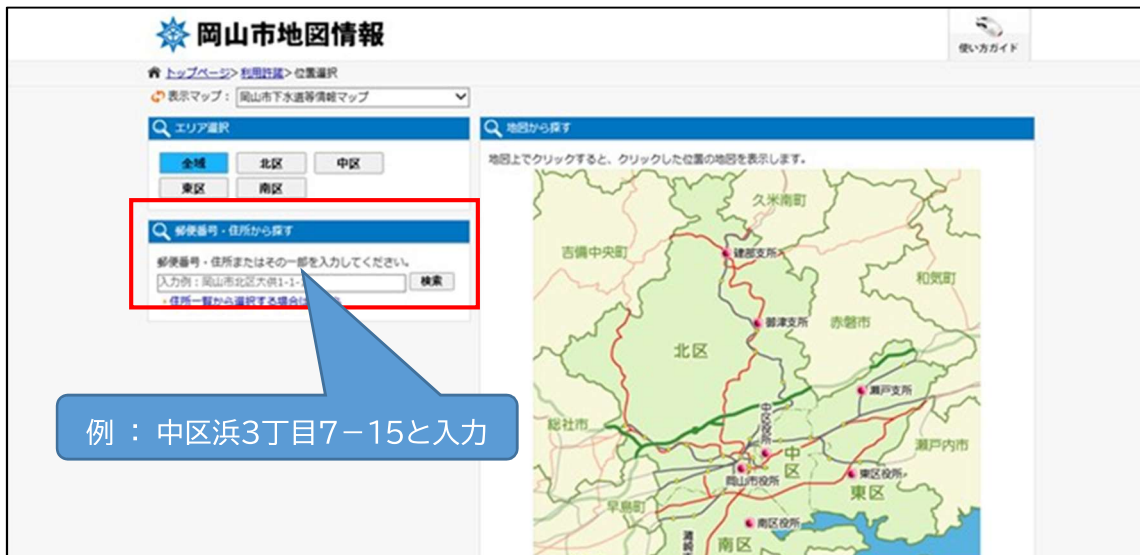 岡山市地図情報
使い方ガイド
トップページ> 利用許諾> 位置選択
表示マップ： 岡山市下水道等情報マップ
エリア選択
全域 北区 中区
東区 南区
郵便番号・住所から探す
郵便番号・住所またはその一部を入力してください。
入力例：岡山市北区大供1-1-
検索
住所一覧から選択する場合は
例 ： 中区浜3丁目7－15と入力
地図から探す
地図上でクリックすると、クリックした位置の地図を表示します。
久米南町
吉備中央町
建部支所
和気町
御津支所
赤磐市
北区
瀬戸支所
総社市
中区役所
瀬戸内市
中区
岡山市役所
東区役所
東区
早島町
南区役所
南区